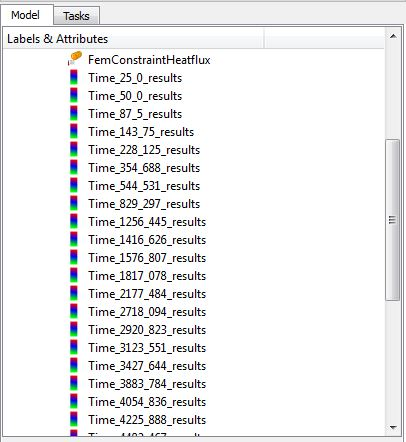 Model Tasks
Labels & Attributes
FemConstraintHeatflux
Time_25_0_results
Time_50_0_results
Time_87_5_results
Time_143_75_results
Time_228_125_results
Time_354_688_results
Time_544_531_results
Time_829_297_results
Time_1256_445_results
Time_1416_626_results
Time_1576_807_results
Time_1817_078_results
Time_2177_484_results
Time_2718_094_results
Time_2920_823_results
Time_3123_551_results
Time_3427_644_results
Time_3883_784_results
Time_4054_836_results
Time_4225_888_results